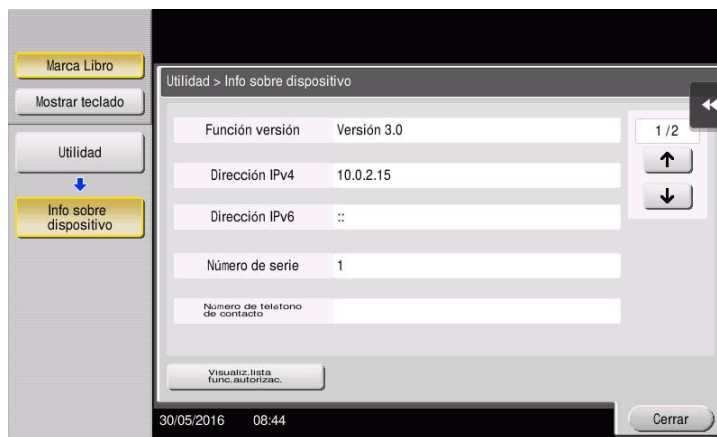 Marca Libro
Mostrar teclado
Utilidad
Info sobre
dispositivo
Utilidad > Info sobre dispositivo
Función versión Versión 3.0
1/2
Dirección IPv4 10.0.2.15
Dirección IPv6 ::
Número de serie 1
Número de teléfono
de contacto
Visualiz.lista
func.autorizac.
30/05/2016 08:44
Cerrar